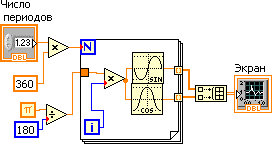 Число
периодов
1.23
DBL
N
360
Экран
SIN
COS
DBL
π
180
i